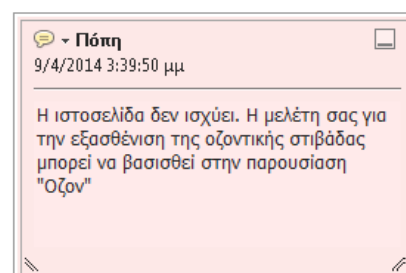 Πόπη
9/4/2014 3:39:50 μμ
Η ιστοσελίδα δεν ισχύει. Η μελέτη σας για
την εξασθένιση της οζοντικής στιβάδας
μπορεί να βασισθεί στην παρουσίαση
"Οζον"